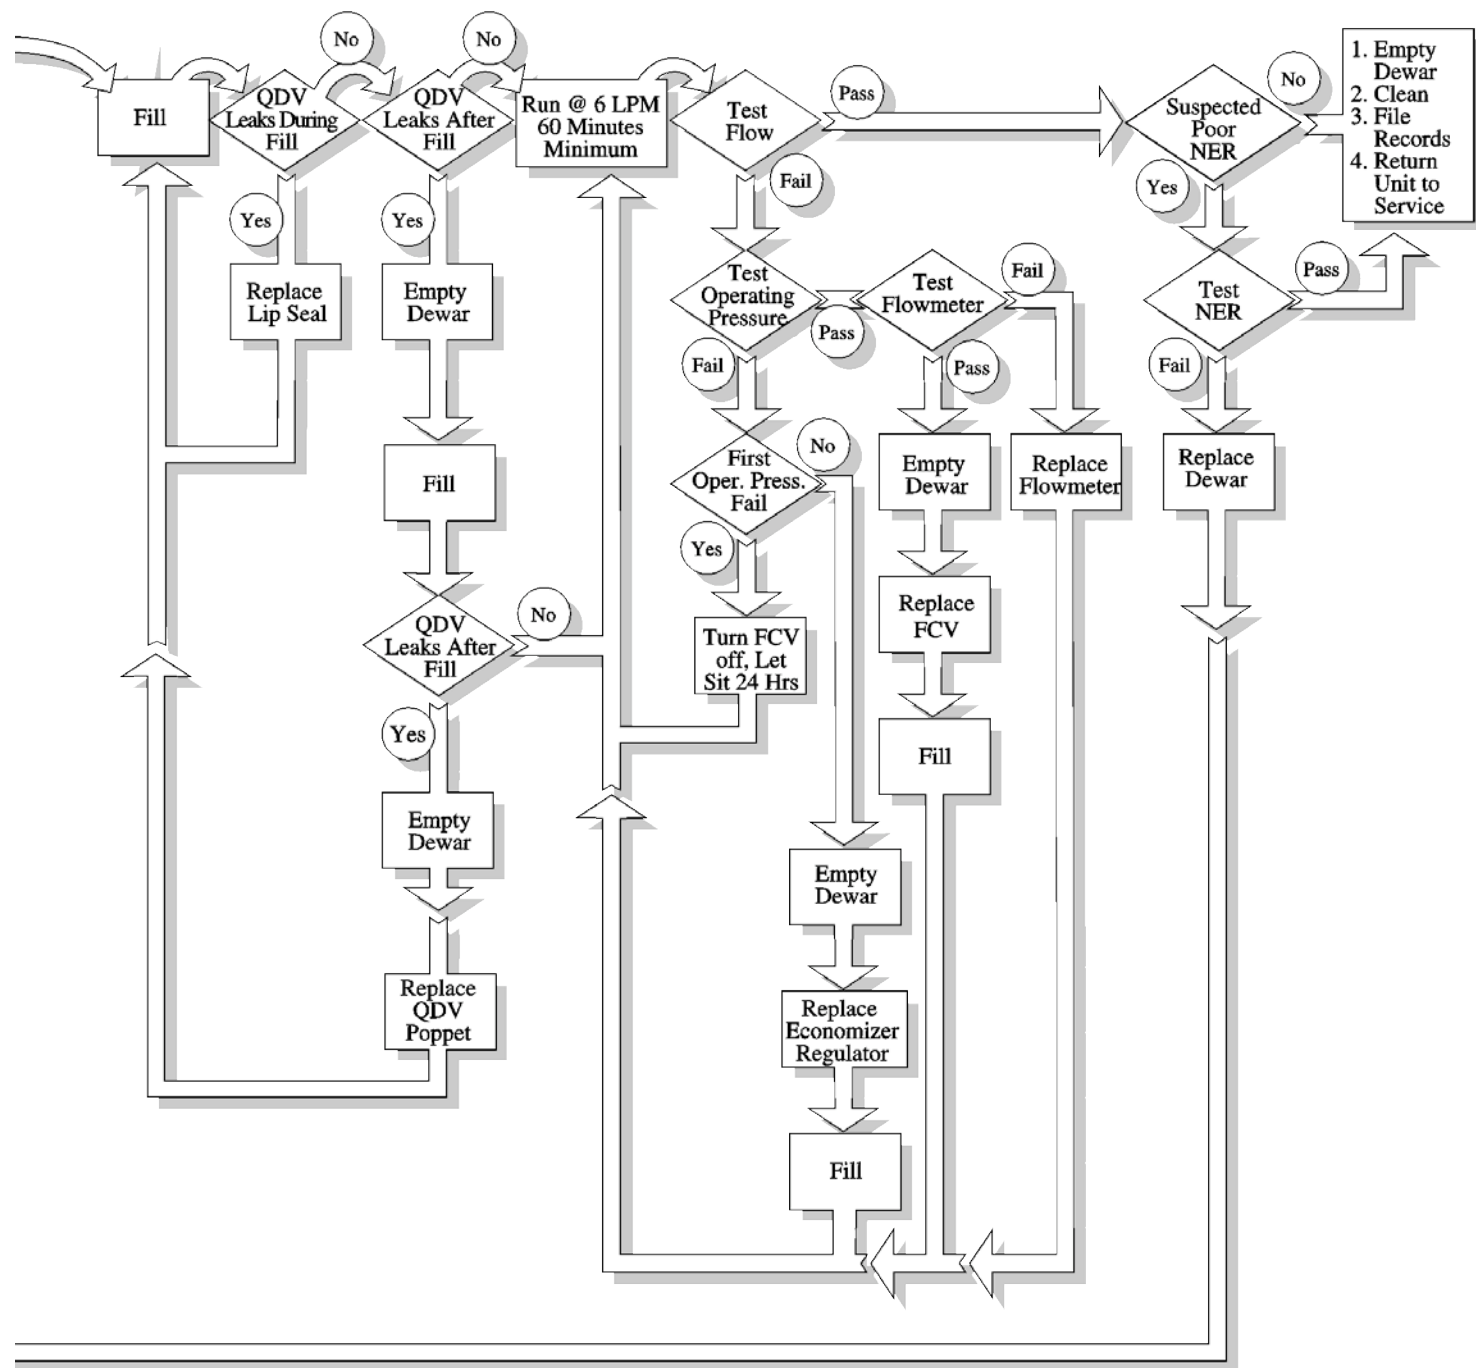 No
No
Fill
QDV
Leaks During
Fill
QDV
Leaks After
Fill
Run @ 6 LPM
60 Minutes
Minimum
Test
Flow
Pass
Suspected
Poor
NER
No
1. Empty
Dewar
2. Clean
3. File
Records
4. Return
Unit to
Service
Yes
Yes
Fail
Yes
Replace
Lip Seal
Empty
Dewar
Test
Operating
Pressure
Pass
Test
Flowmeter
Fail
Test
NER
Pass
Fail
Pass
Fail
Fill
First
Oper. Press.
Fail
No
Empty
Dewar
Replace
Flowmeter
Replace
Dewar
Yes
QDV
Leaks After
Fill
No
Turn FCV
off, Let
Sit 24 Hrs
Replace
FCV
Yes
Fill
Empty
Dewar
Empty
Dewar
Replace
QDV
Poppet
Replace
Economizer
Regulator
Fill